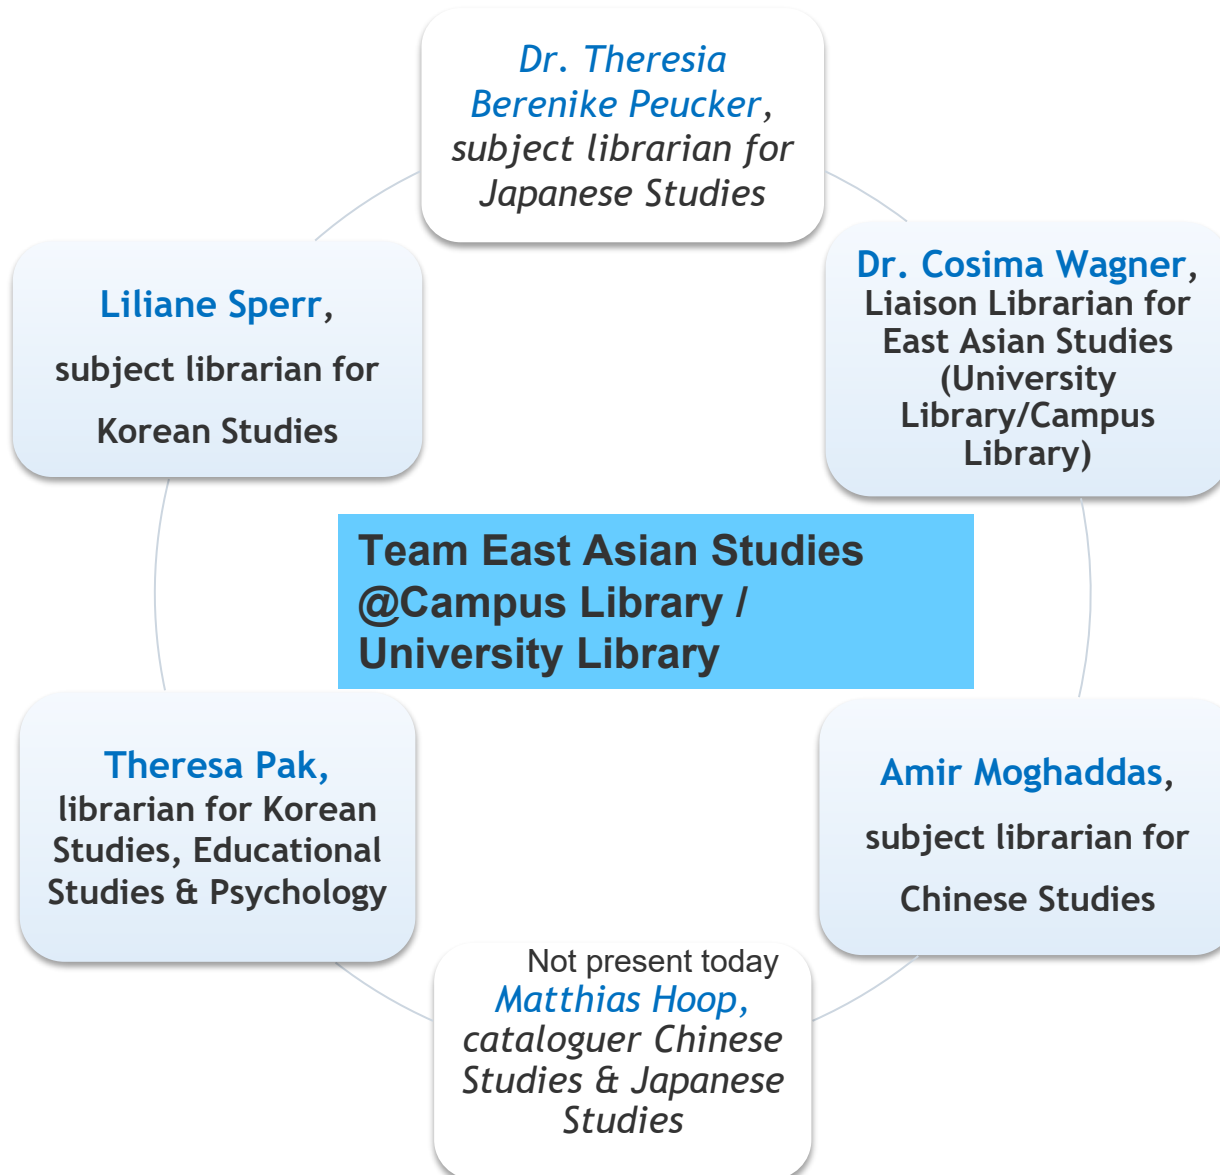 Dr. Theresia
Berenike Peucker,
subject librarian for
Japanese Studies
Dr. Cosima Wagner,
Liaison Librarian for
East Asian Studies
(University
Library/Campus
Library)
Liliane Sperr,
subject librarian for
Korean Studies
Team East Asian Studies
@Campus Library /
University Library
Theresa Pak,
librarian for Korean
Studies, Educational
Studies & Psychology
Amir Moghaddas,
subject librarian for
Chinese Studies
Not present today
Matthias Hoop,
cataloguer Chinese
Studies & Japanese
Studies